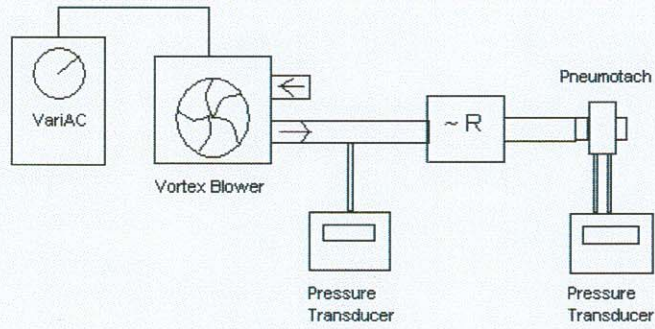 VariAC
Vortex Blower
~ R
Pneumotach
Pressure
Transducer
Pressure
Transducer